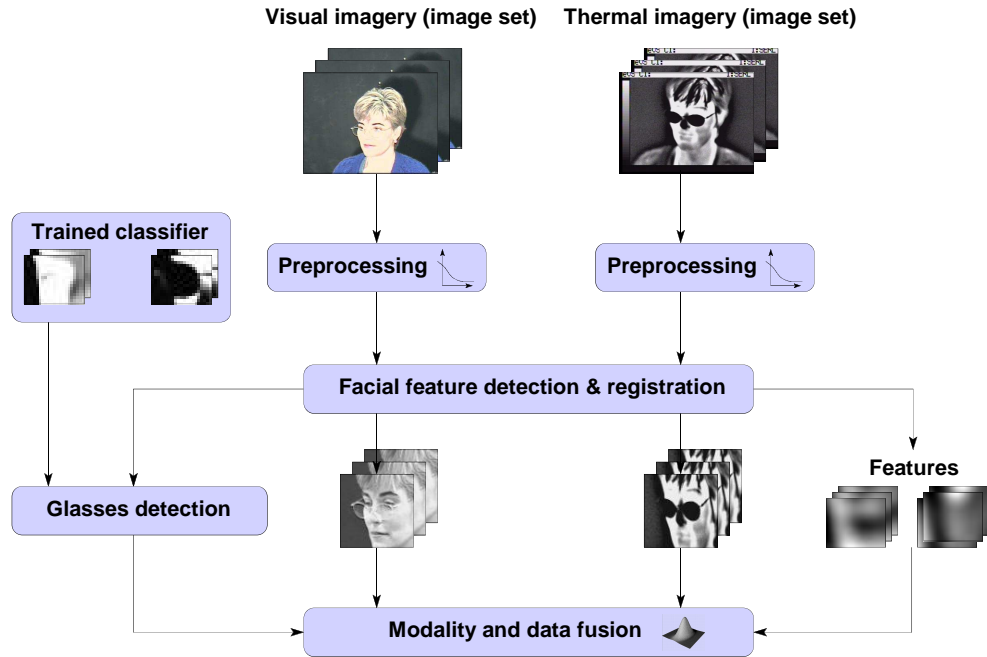 Visual imagery (image set)
Thermal imagery (image set)
Trained classifier
Preprocessing
Preprocessing
Facial feature detection & registration
Features
Glasses detection
Modality and data fusion